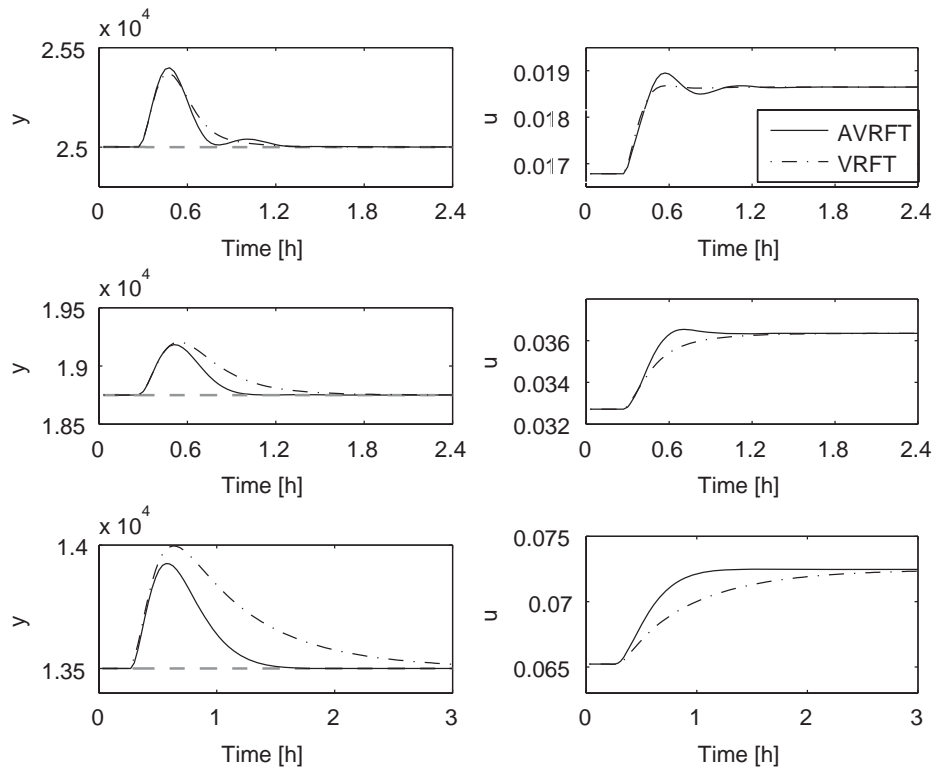 x 10^4
2.55
2.5
y
0 0.6 1.2 1.8 2.4
Time [h]
0.019
0.018
0.017
u
AVRFT
VRFT
0 0.6 1.2 1.8 2.4
Time [h]
x 10^4
1.95
1.9
1.85
y
0 0.6 1.2 1.8 2.4
Time [h]
0.036
0.034
0.032
u
0 0.6 1.2 1.8 2.4
Time [h]
x 10^4
1.4
1.35
y
0 1 2 3
Time [h]
0.075
0.07
0.065
u
0 1 2 3
Time [h]